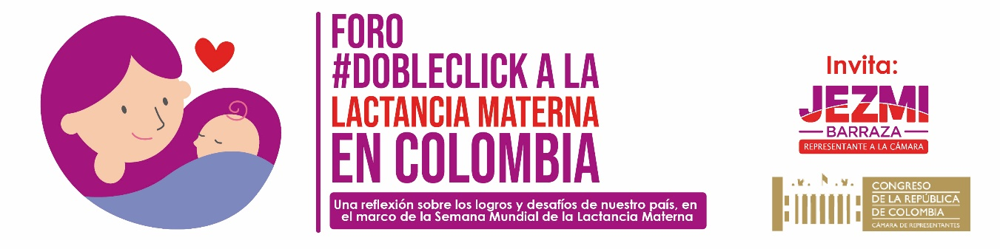 FORO
#DOBLECLICK A LA
LACTANCIA MATERNA
EN COLOMBIA
Una reflexión sobre los logros y desafíos de nuestro país, en
el marco de la Semana Mundial de la Lactancia Materna
Invita:
JEZMI
BARRAZA
REPRESENTANTE A LA CÁMARA
CONGRESO
DE LA REPÚBLICA
DE COLOMBIA
CÁMARA DE REPRESENTANTES